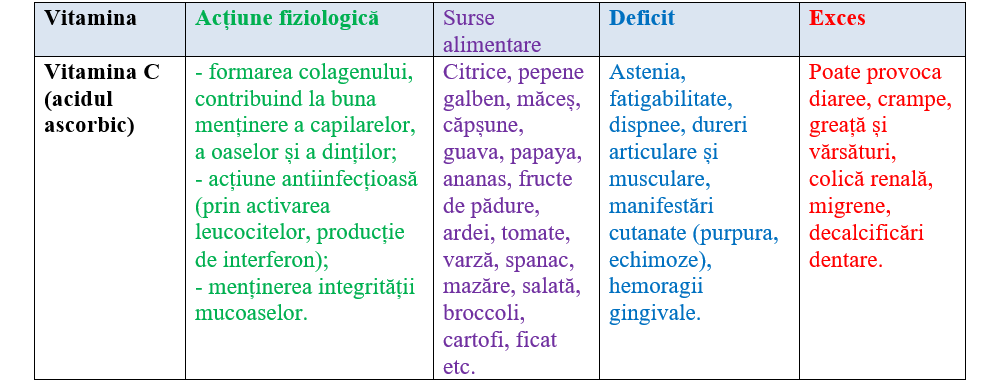 Vitamina
Acțiune fiziologică
Surse
alimentare
Deficit
Exces
Vitamina C
(acidul
ascorbic)
- formarea colagenului,
contribuind la buna
menținere a capilarelor,
a oaselor și a dinților;
- acțiune antiinfecțioasă
(prin activarea
leucocitelor, producție
de interferon);
- menținerea integrității
mucoaselor.
Citrice, pepene
galben, măceș,
căpșune,
guava, papaya,
ananas, fructe
de pădure,
ardei, tomate,
varză, spanac,
mazăre, salată,
broccoli,
cartofi, ficat
etc.
Astenia,
fatigabilitate,
dispnee, dureri
articulare și
musculare,
manifestări
cutanate (purpura,
echimoze),
hemoragii
gingivale.
Poate provoca
diaree, crampe,
greață și
vărsături,
colică renală,
migrene,
decalcificări
dentare.